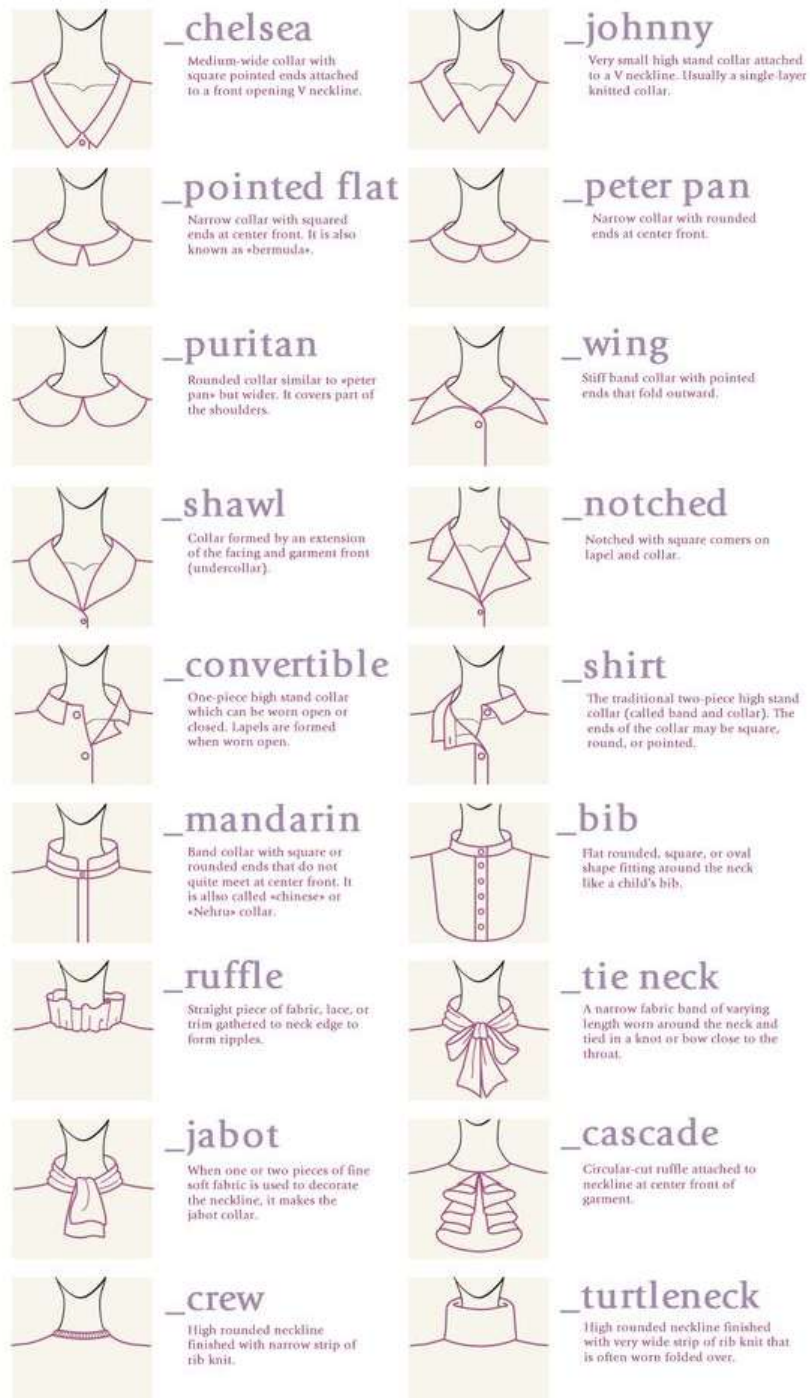 _chelsea
Medium-wide collar with
square pointed ends attached
to a front opening V neckline.
_johnny
Very small high stand collar attached
to a V neckline. Usually a single-layer
knitted collar.
_pointed flat
Narrow collar with squared
ends at center front. It is also
known as «bermuda».
_peter pan
Narrow collar with rounded
ends at center front.
_puritan
Rounded collar similar to «peter
pan» but wider. It covers part of
the shoulders.
_wing
Stiff band collar with pointed
ends that fold outward.
_shawl
Collar formed by an extension
of the facing and garment front
(undercollar).
_notched
Notched with square corners on
lapel and collar.
_convertible
One-piece high stand collar
which can be worn open or
closed. Lapels are formed
when worn open.
_shirt
The traditional two-piece high stand
collar (called band and collar). The
ends of the collar may be square,
round, or pointed.
_mandarin
Band collar with square or
rounded ends that do not
quite meet at center front. It
is allso called «chinese» or
«Nehru» collar.
_bib
Flat rounded, square, or oval
shape fitting around the neck
like a child's bib.
_ruffle
Straight piece of fabric, lace, or
trim gathered to neck edge to
form ripples.
_tie neck
A narrow fabric band of varying
length worn around the neck and
tied in a knot or bow close to the
throat.
_jabot
When one or two pieces of fine
soft fabric is used to decorate
the neckline, it makes the
jabot collar.
_cascade
Circular-cut ruffle attached to
neckline at center front of
garment.
_crew
High rounded neckline
finished with narrow strip of
rib knit.
_turtleneck
High rounded neckline finished
with very wide strip of rib knit that
is often worn folded over.